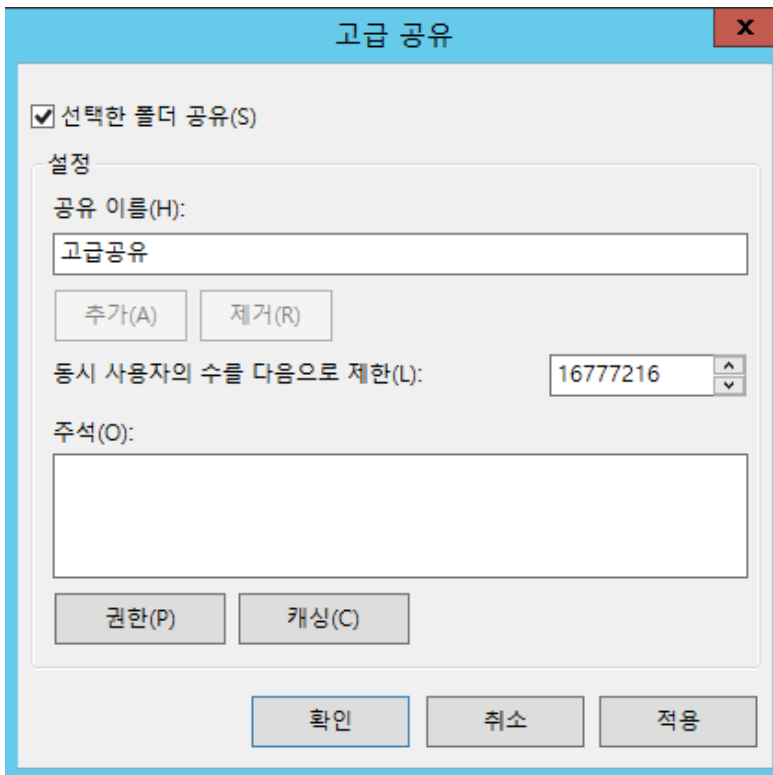 고급 공유
선택한 폴더 공유(S)
설정
공유 이름(H):
고급공유
추가(A) 제거(R)
동시 사용자의 수를 다음으로 제한(L): 16777216
주석(O):
권한(P) 캐싱(C)
확인 취소 적용